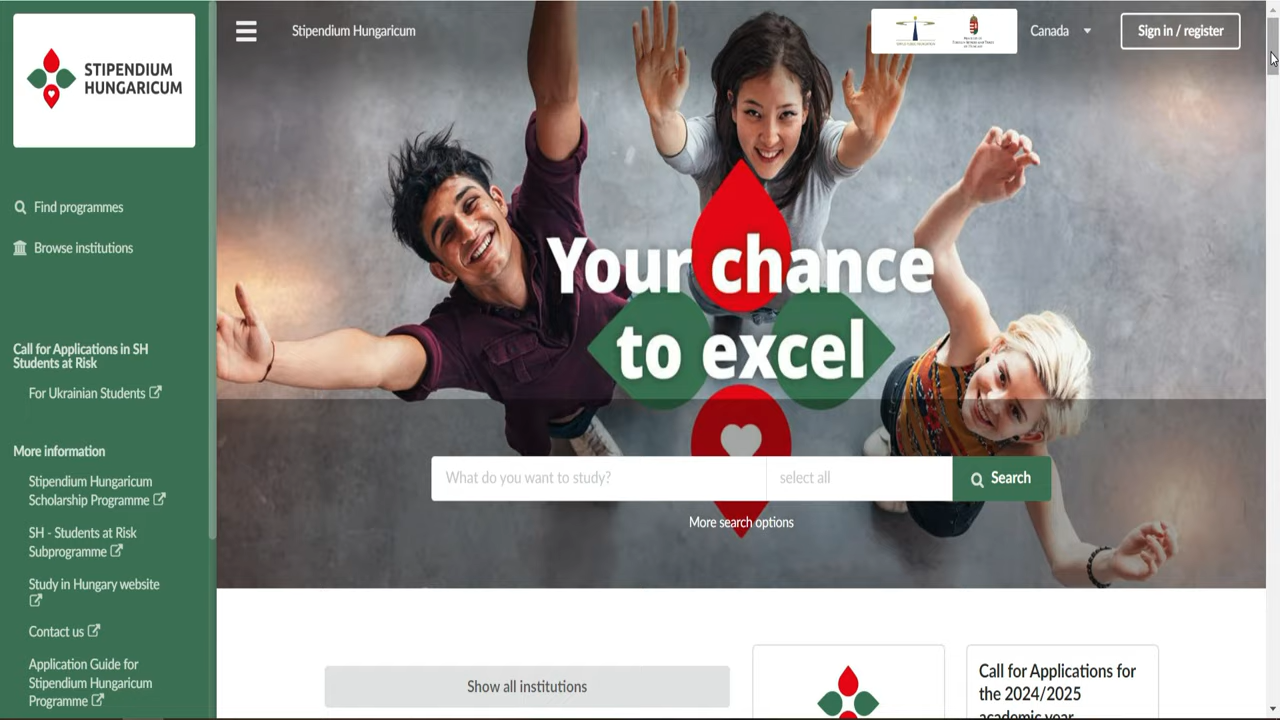 STIPENDIUM
HUNGARICUM
Find programmes
Browse institutions
Call for Applications in SH
Students at Risk
For Ukrainian Students
More information
Stipendium Hungaricum
Scholarship Programme
SH - Students at Risk
Subprogramme
Study in Hungary website
Contact us
Application Guide for
Stipendium Hungaricum
Programme
Stipendium Hungaricum
Canada
Sign in / register
Your chance
to excel
What do you want to study?
select all
Search
More search options
Show all institutions
Call for Applications for
the 2024/2025
academic year